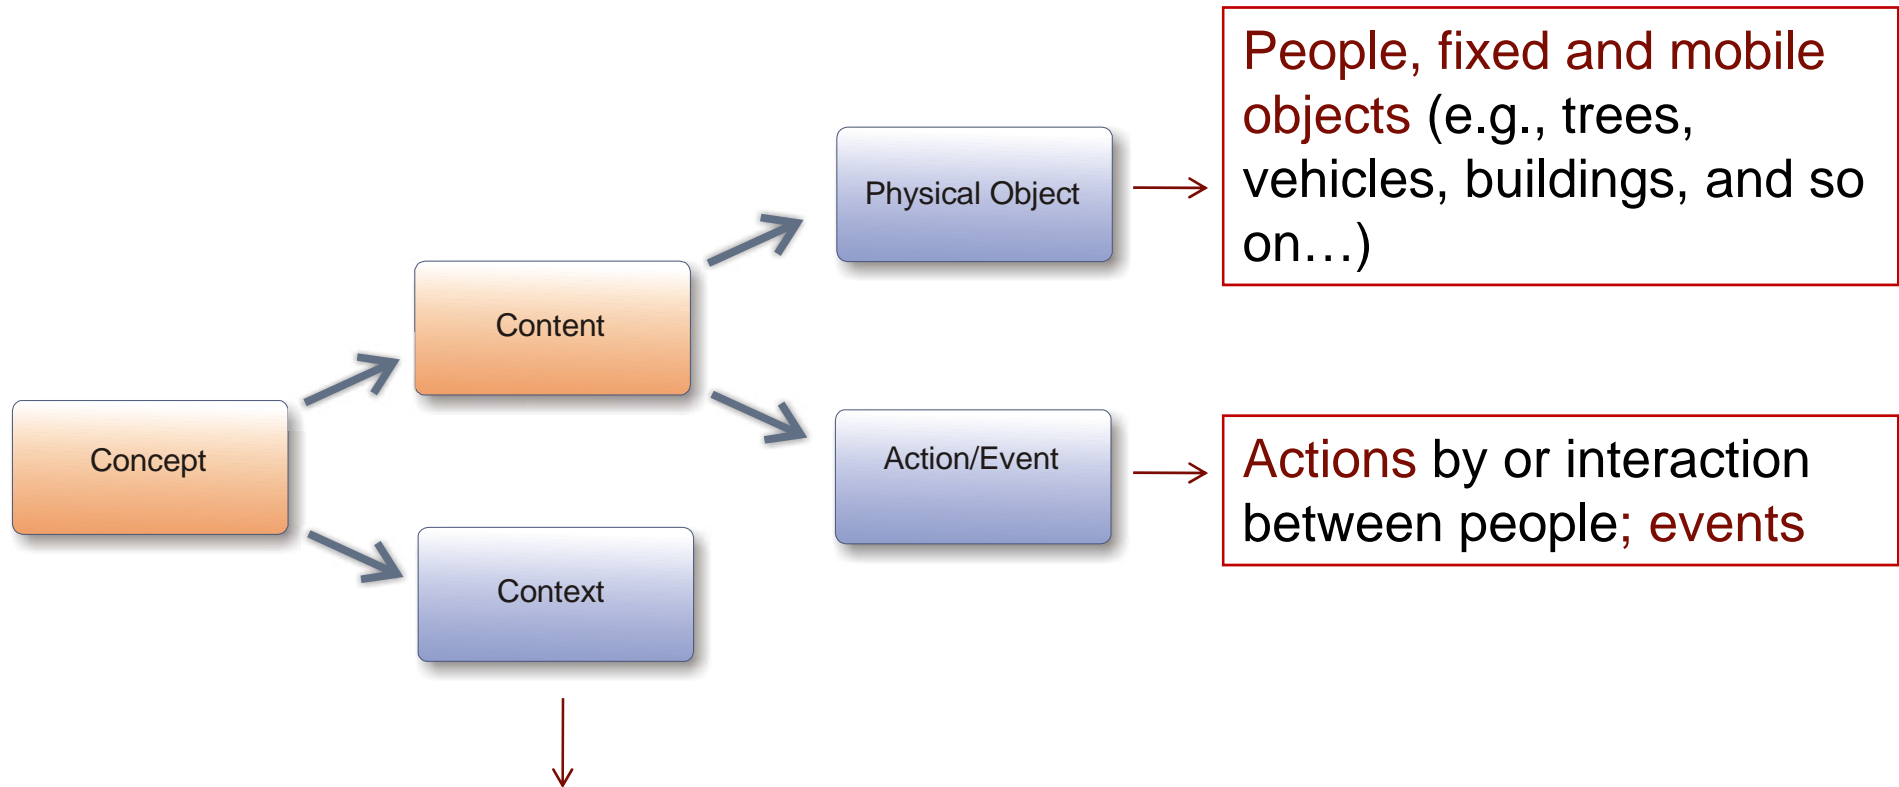 People, fixed and mobile
objects (e.g., trees,
vehicles, buildings, and so
on…)
Physical Object
Content
Concept
Action/Event
Actions by or interaction
between people; events
Context